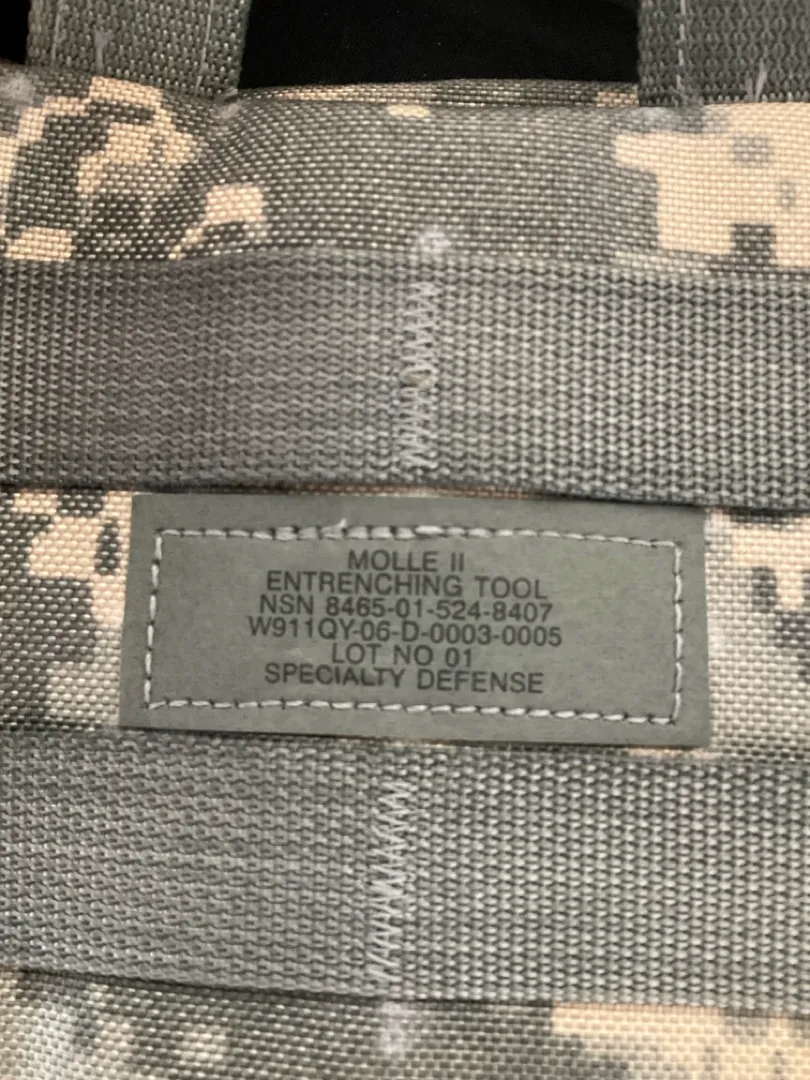 MOLLE II
ENTRENCHING TOOL
NSN 8465-01-524-8407
W911QY-06-D-0003-0005
LOT NO 01
SPECIALTY DEFENSE